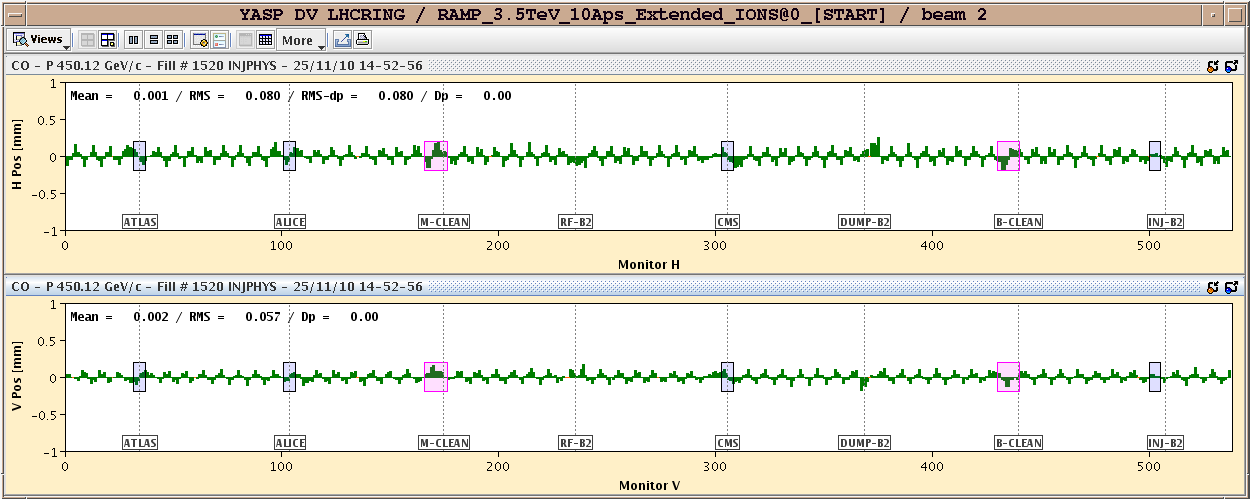 YASP DV LHCRING / RAMP_3.5TeV_10Aps_Extended_IONS@0_[START] / beam 2
Views More
CO - P 450.12 GeV/c - Fill # 1520 INJPHYS - 25/11/10 14-52-56
Mean = 0.001 / RMS = 0.080 / RMS-dp = 0.080 / Dp = 0.00
H Pos [mm]
1
0.5
0
-0.5
-1
ATLAS ALICE M-CLEAN RF-B2 CMS DUMP-B2 B-CLEAN INJ-B2
0 100 200 300 400 500
Monitor H
CO - P 450.12 GeV/c - Fill # 1520 INJPHYS - 25/11/10 14-52-56
Mean = 0.002 / RMS = 0.057 / Dp = 0.00
V Pos [mm]
1
0.5
0
-0.5
-1
ATLAS ALICE M-CLEAN RF-B2 CMS DUMP-B2 B-CLEAN INJ-B2
0 100 200 300 400 500
Monitor V